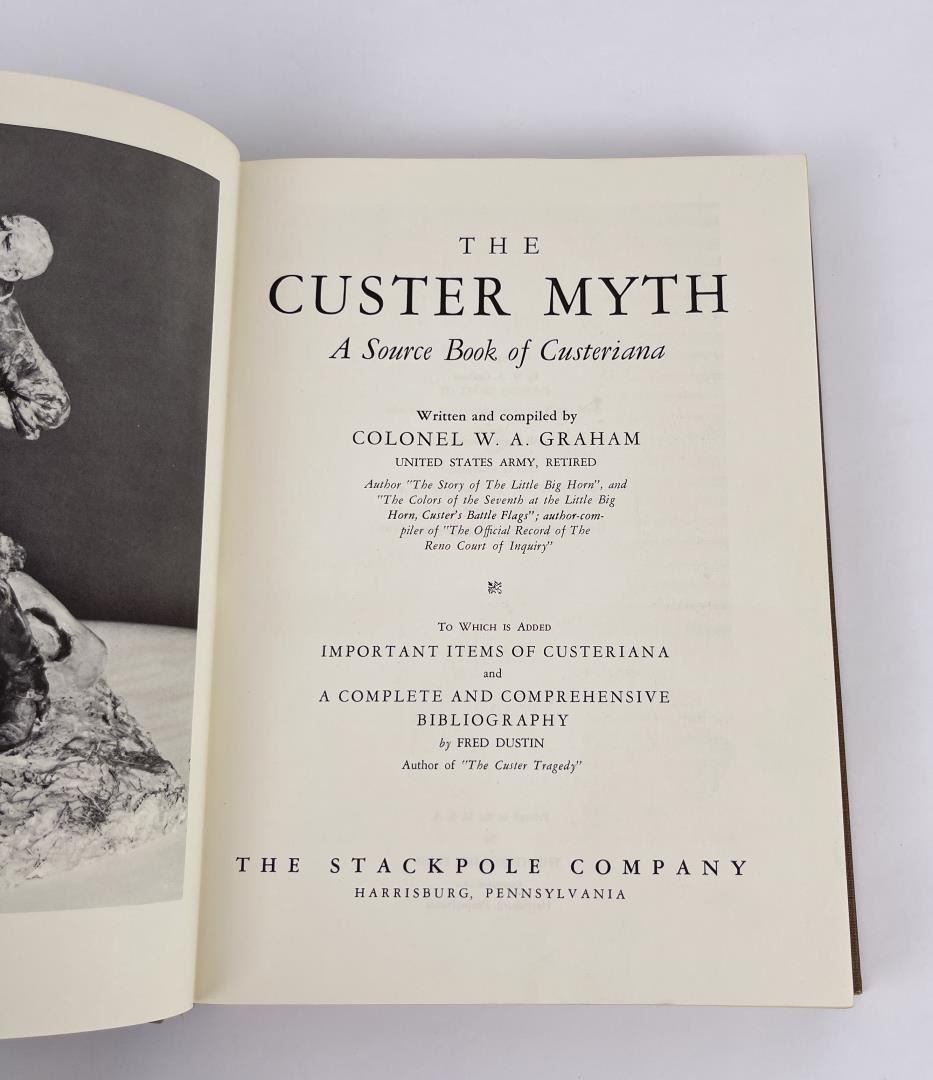 THE
CUSTER MYTH
A Source Book of Custeriana
Written and compiled by
COLONEL W. A. GRAHAM
UNITED STATES ARMY, RETIRED
Author "The Story of The Little Big Horn", and
"The Colors of the Seventh at the Little Big
Horn, Custer's Battle Flags"; author-com-
piler of "The Official Record of The
Reno Court of Inquiry"
To Which is Added
IMPORTANT ITEMS OF CUSTERIANA
and
A COMPLETE AND COMPREHENSIVE
BIBLIOGRAPHY
by FRED DUSTIN
Author of "The Custer Tragedy"
THE STACKPOLE COMPANY
HARRISBURG, PENNSYLVANIA